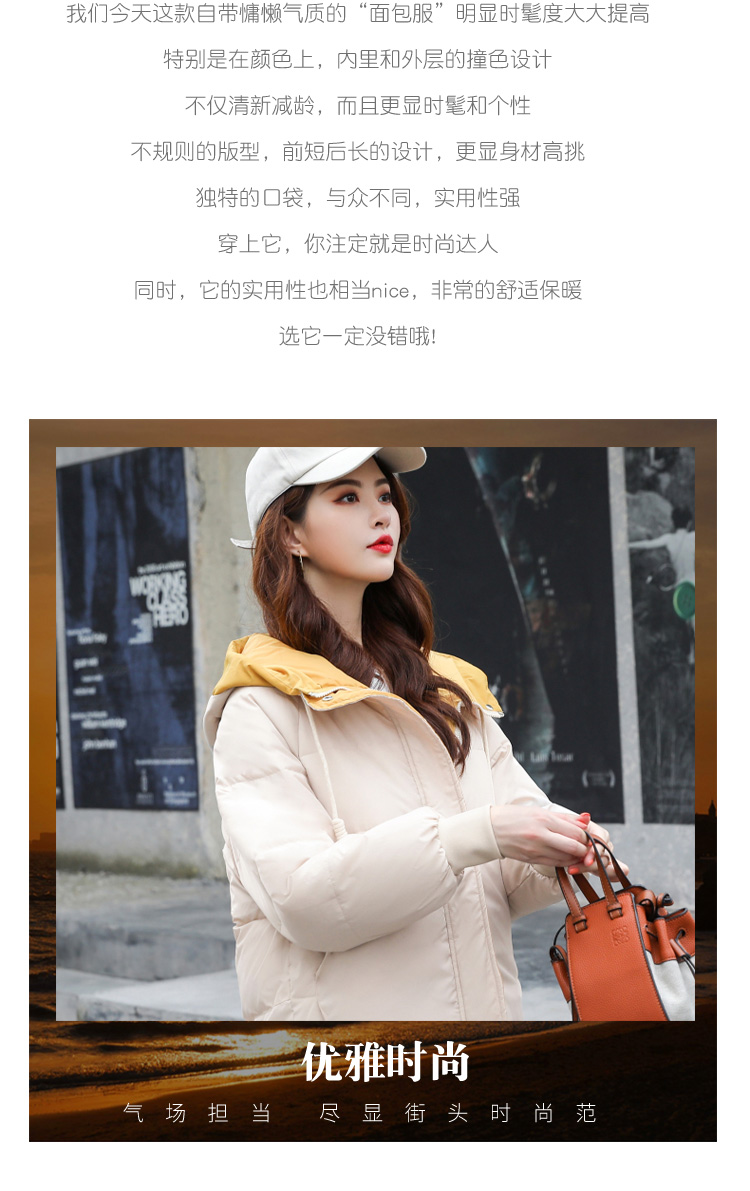 我们今天这款自带慵懒气质的“面包服”明显时髦度大大提高
特别是在颜色上，内里和外层的撞色设计
不仅清新减龄，而且更显时髦和个性
不规则的版型，前短后长的设计，更显身材高挑
独特的口袋，与众不同，实用性强
穿上它，你注定就是时尚达人
同时，它的实用性也相当nice，非常的舒适保暖
选它一定没错哦!
WORKING
CLASS
HERO
优雅时尚
气场担当 尽显街头时尚范